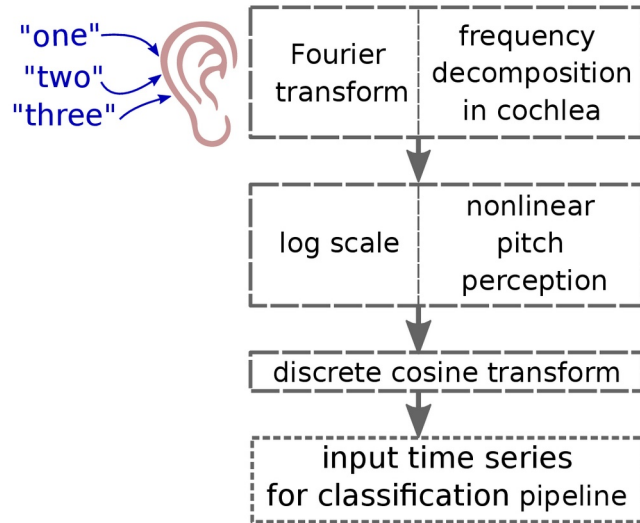 "one"
"two"
"three"
Fourier
transform
frequency
decomposition
in cochlea
log scale
nonlinear
pitch
perception
discrete cosine transform
input time series
for classification pipeline